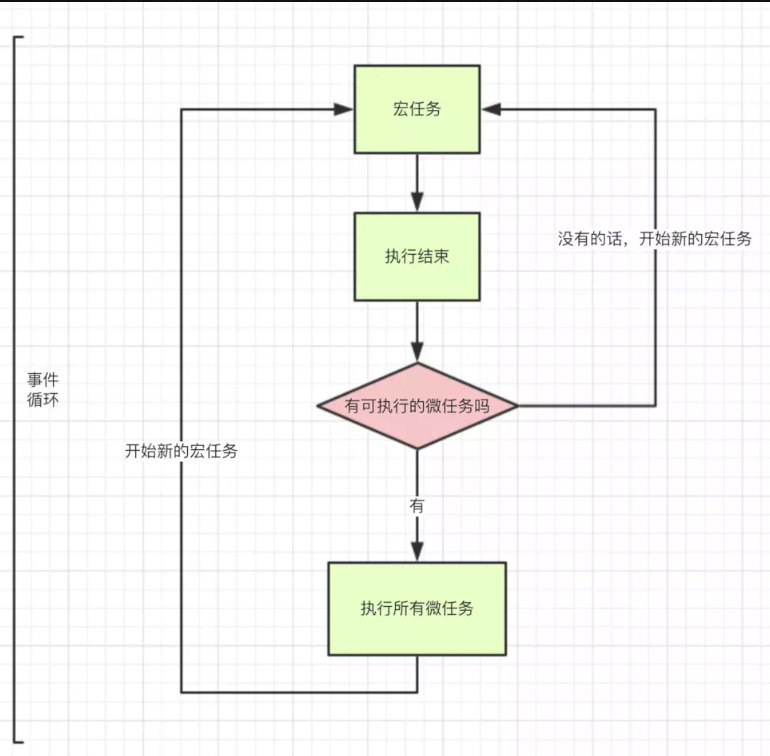 宏任务
执行结束
没有的话，开始新的宏任务
事件
循环
有可执行的微任务吗
开始新的宏任务
有
执行所有微任务